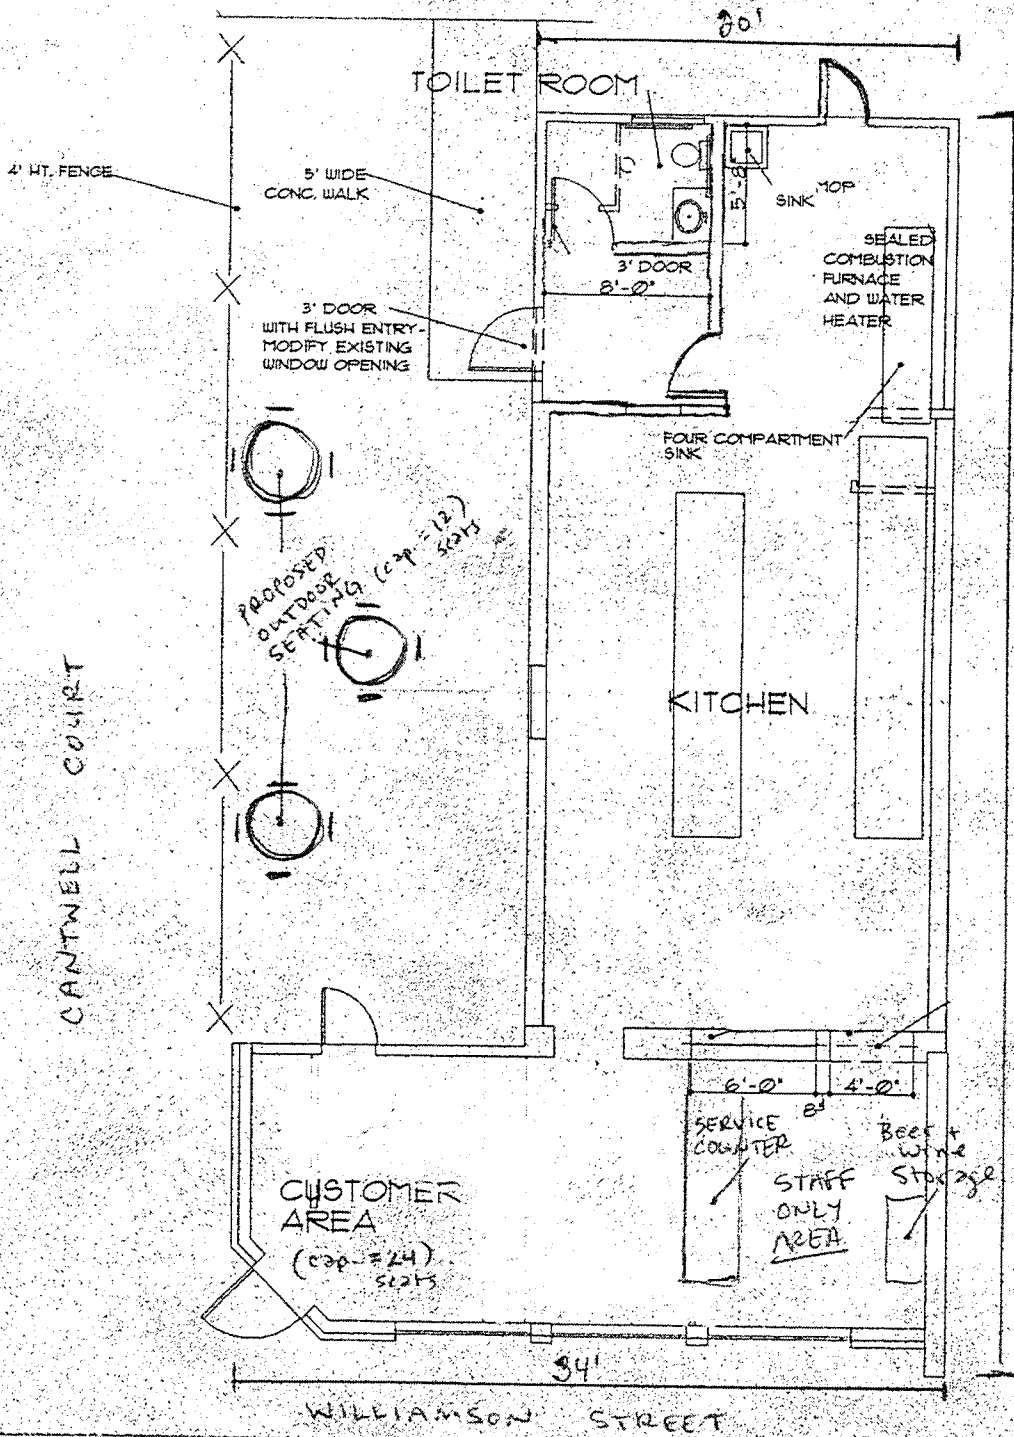 20'
TOILET ROOM
4' HT. FENGE
5' WIDE
CONC. WALK
5'-8
MOP
SINK
SEALED
COMBUSTION
FURNACE
AND WATER
HEATER
3' DOOR
8'-0"
3' DOOR
WITH FLUSH ENTRY-
MODIFY EXISTING
WINDOW OPENING
FOUR COMPARTMENT
SINK
PROPOSED
OUTDOOR
SEATING (cap = 12)
seats
KITCHEN
CANTWELL COURT
6'-0"
8"
4'-0"
SERVICE
COUNTER
Beer +
wine
Storage
STAFF
ONLY
AREA
CUSTOMER
AREA
(cap = 24)
seats
34'
WILLIAMSON STREET